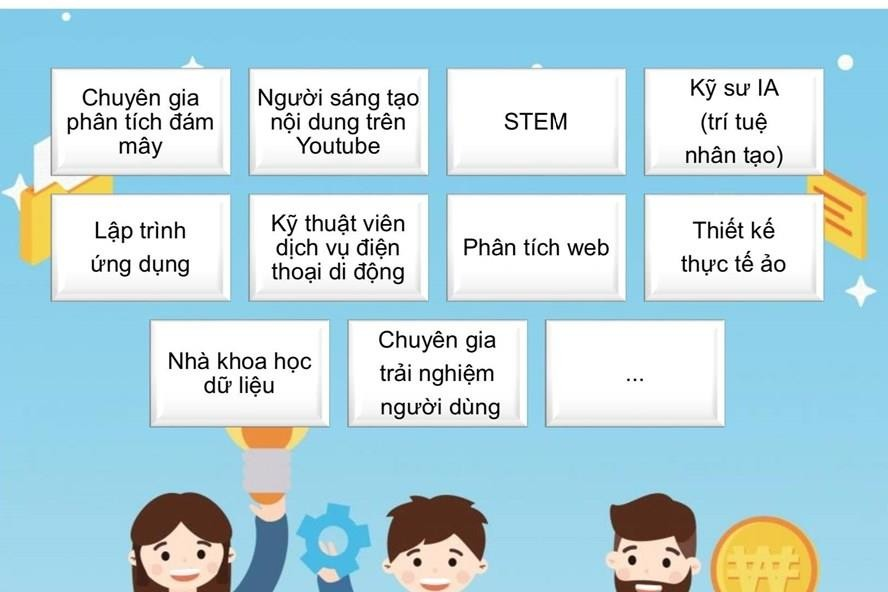 Chuyên gia
phân tích đám
mây
Người sáng tạo
nội dung trên
Youtube
STEM
Kỹ sư IA
(trí tuệ
nhân tạo)
Lập trình
ứng dụng
Kỹ thuật viên
dịch vụ điện
thoại di động
Phân tích web
Thiết kế
thực tế ảo
Nhà khoa học
dữ liệu
Chuyên gia
trải nghiệm
người dùng
...